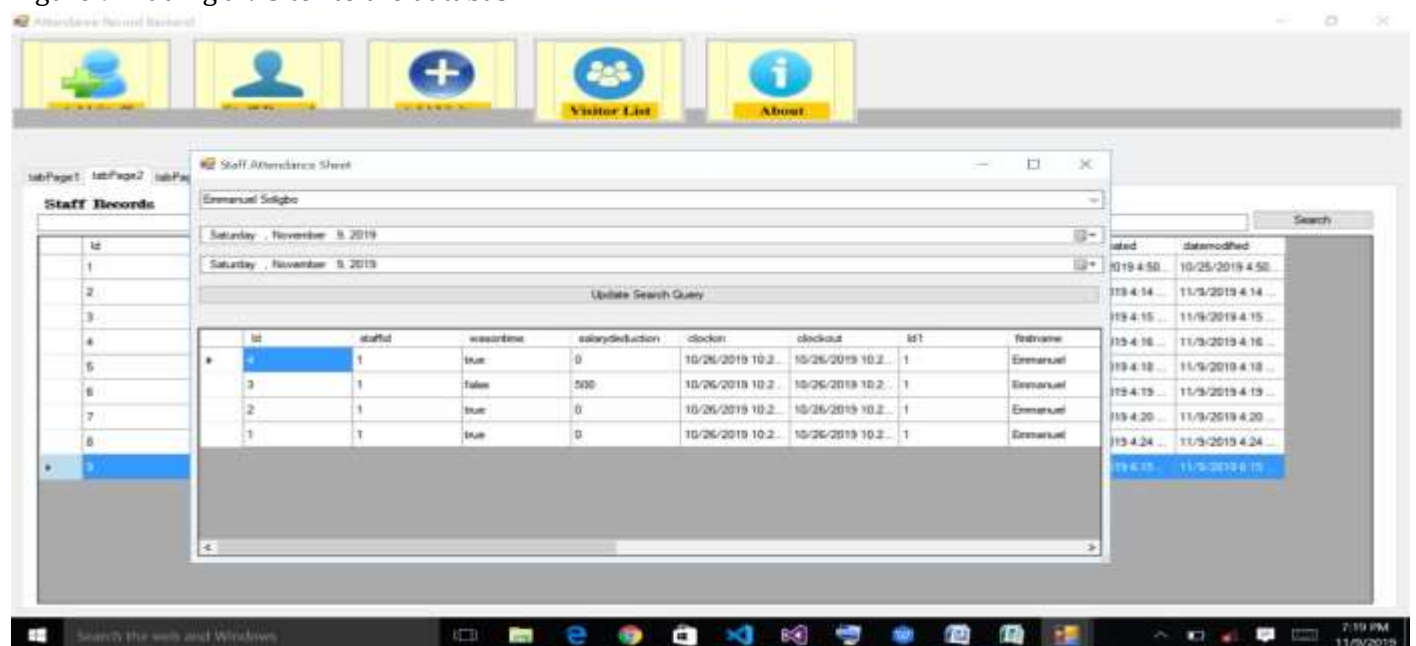 Attendance Record Backend
Visitor List
About
Staff Attendance Sheet
tabPage1 tabPage2
Staff Records
Emmanuel
Search
Saturday , November 9, 2019
Saturday , November 9, 2019
Update Search Query
Id datemodified
Id staffid wasontime salarydeduction clockin clockout Id1 firstname
1 10/25/2019 4:50...
2 11/9/2019 4:14 ...
3 11/9/2019 4:15 ...
4 11/9/2019 4:16 ...
5 11/9/2019 4:18 ...
6 11/9/2019 4:19 ...
7 11/9/2019 4:20 ...
8 11/9/2019 4:24 ...
9
4 1 true 0 10/26/2019 10:2... 10/26/2019 10:2... 1 Emmanuel
3 1 false 500 10/26/2019 10:2... 10/26/2019 10:2... 1 Emmanuel
2 1 true 0 10/26/2019 10:2... 10/26/2019 10:2... 1 Emmanuel
1 1 true 0 10/26/2019 10:2... 10/26/2019 10:2... 1 Emmanuel
Search the web and Windows
7:19 PM
11/9/2019